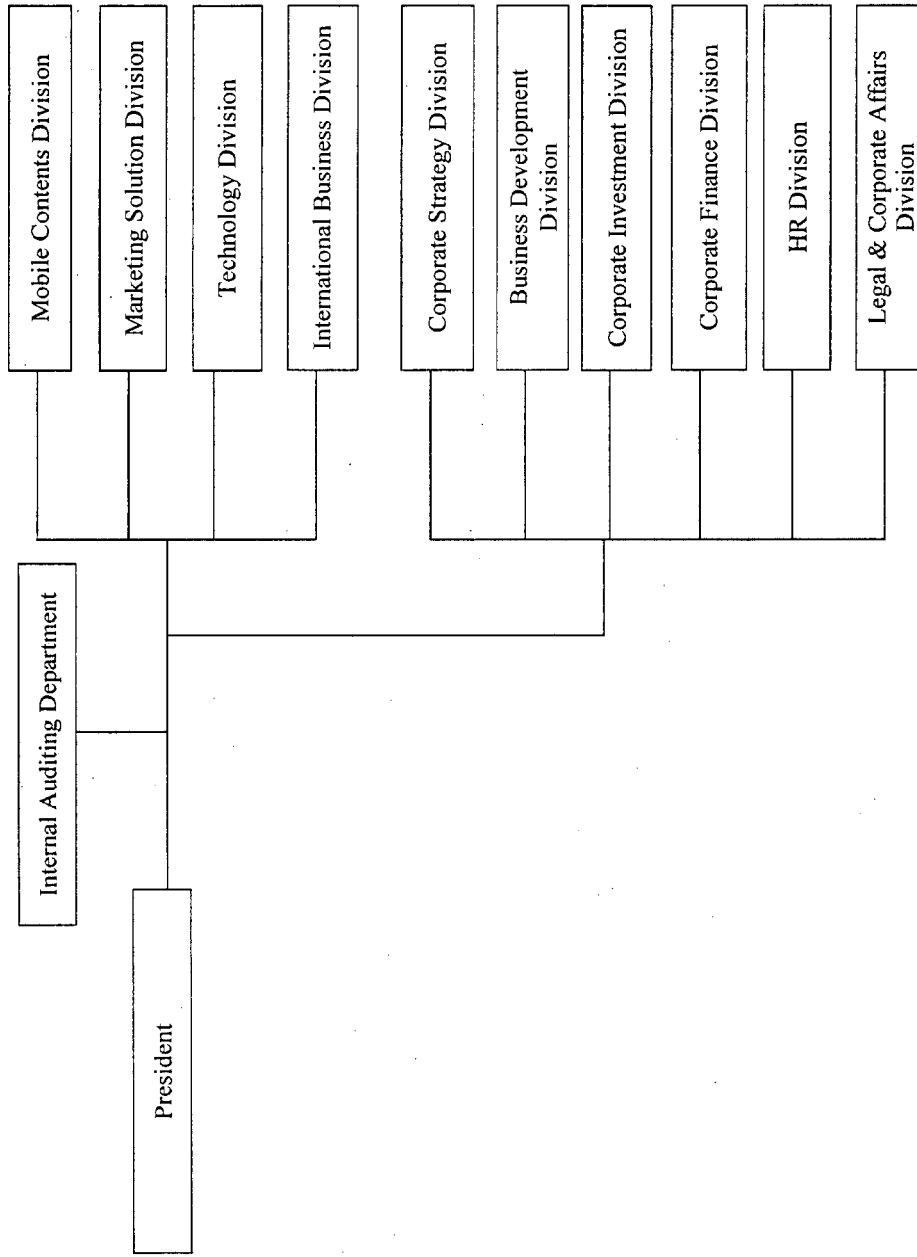 President
Internal Auditing Department
Mobile Contents Division
Marketing Solution Division
Technology Division
International Business Division
Corporate Strategy Division
Business Development
Division
Corporate Investment Division
Corporate Finance Division
HR Division
Legal & Corporate Affairs
Division